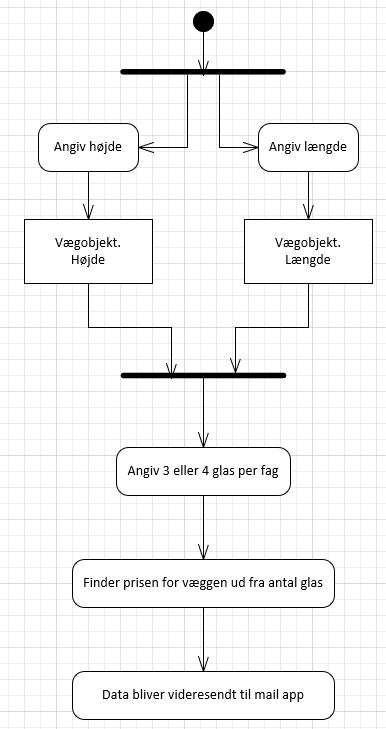 Angiv højde
Angiv længde
Vægobjekt.
Højde
Vægobjekt.
Længde
Angiv 3 eller 4 glas per fag
Finder prisen for væggen ud fra antal glas
Data bliver videresendt til mail app